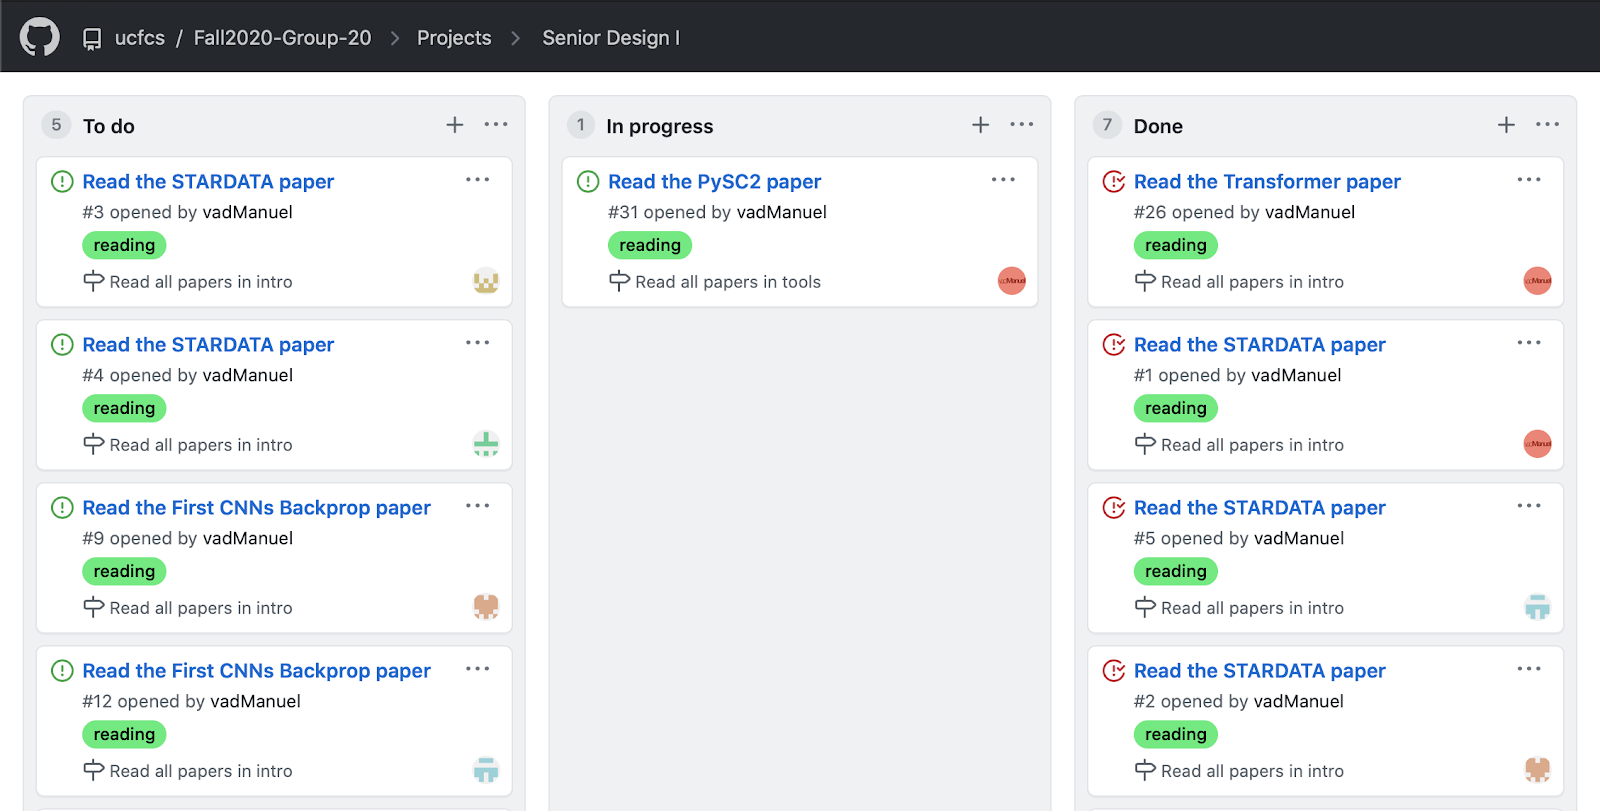 ucfcs / Fall2020-Group-20 > Projects > Senior Design I
5 To do
Read the STARDATA paper
#3 opened by vadManuel
reading
Read all papers in intro
Read the STARDATA paper
#4 opened by vadManuel
reading
Read all papers in intro
Read the First CNNs Backprop paper
#9 opened by vadManuel
reading
Read all papers in intro
Read the First CNNs Backprop paper
#12 opened by vadManuel
reading
Read all papers in intro
1 In progress
Read the PySC2 paper
#31 opened by vadManuel
reading
Read all papers in tools
vadManuel
7 Done
Read the Transformer paper
#26 opened by vadManuel
reading
Read all papers in intro
vadManuel
Read the STARDATA paper
#1 opened by vadManuel
reading
Read all papers in intro
vadManuel
Read the STARDATA paper
#5 opened by vadManuel
reading
Read all papers in intro
Read the STARDATA paper
#2 opened by vadManuel
reading
Read all papers in intro